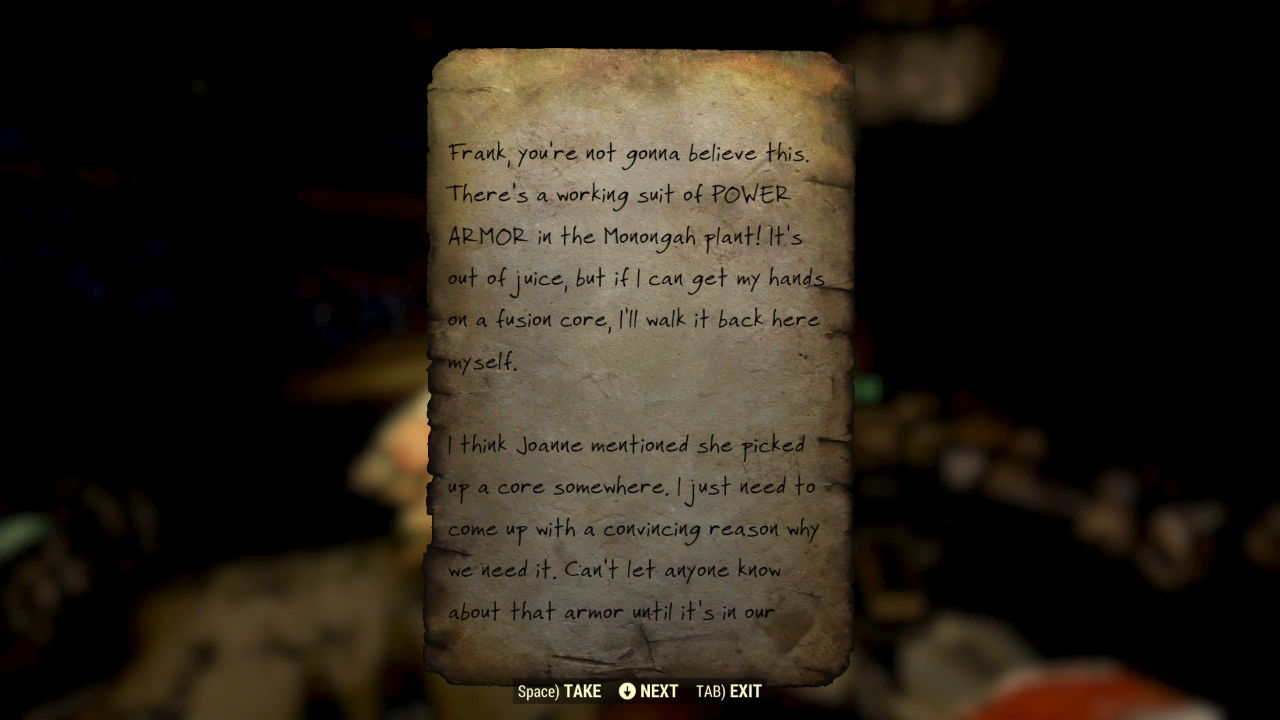 Frank, you're not gonna believe this.
There's a working suit of POWER
ARMOR in the Monongah plant! It's
out of juice, but if I can get my hands
on a fusion core, I'll walk it back here
myself.
I think Joanne mentioned she picked
up a core somewhere. I just need to
come up with a convincing reason why
we need it. Can't let anyone know
about that armor until it's in our
Space) TAKE NEXT TAB) EXIT